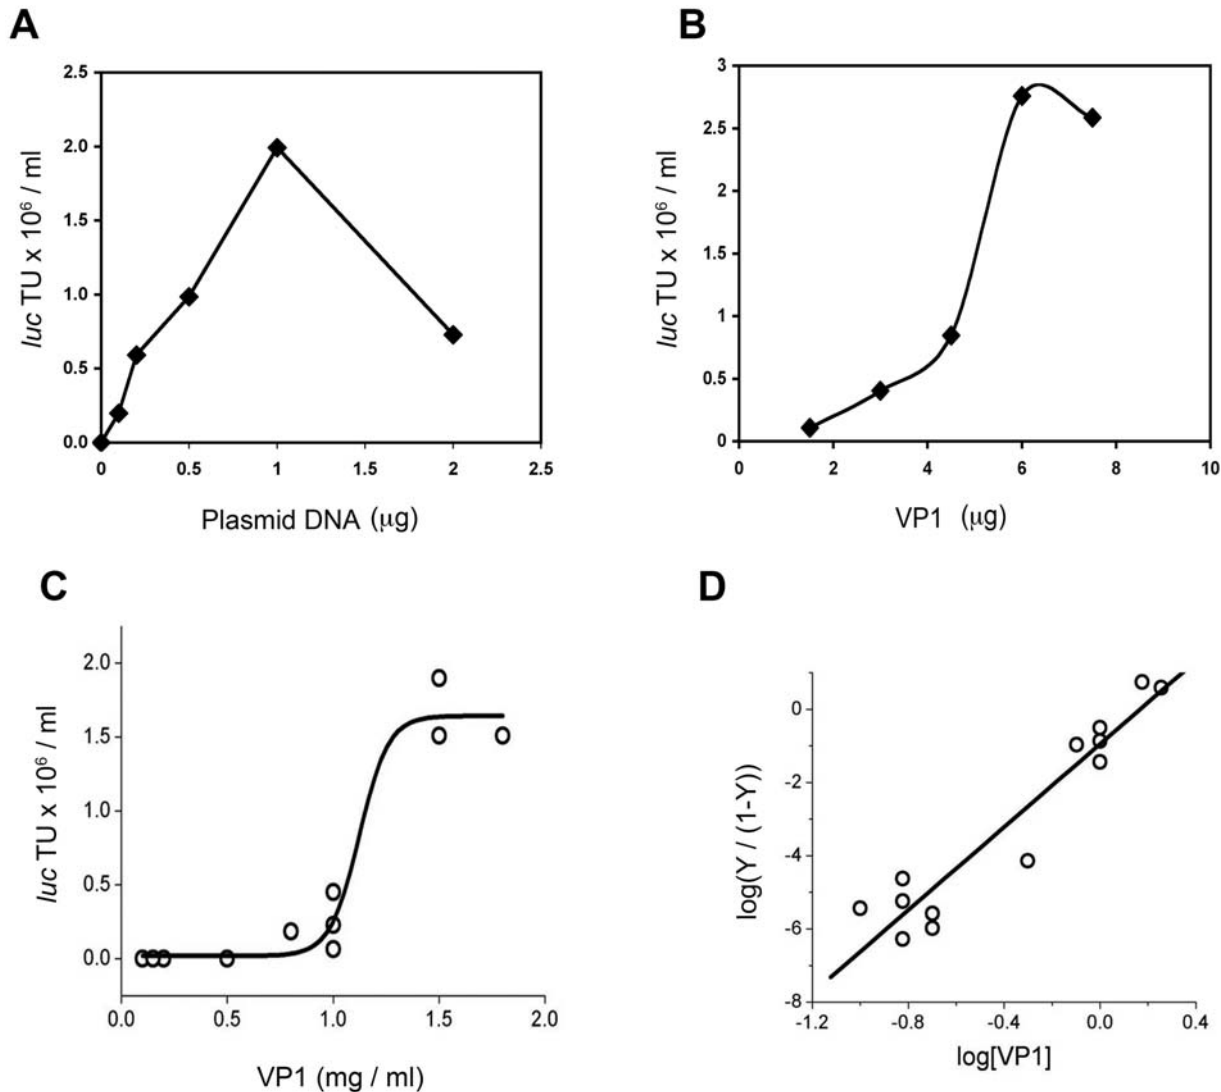 A
2.5
2.0
1.5
1.0
0.5
0.0
luc TU x 10⁶ / ml
0 0.5 1 1.5 2 2.5
Plasmid DNA (µg)
B
3
2.5
2
1.5
1
0.5
0
luc TU x 10⁶ / ml
0 2 4 6 8 10
VP1 (µg)
C
2.0
1.5
1.0
0.5
0.0
luc TU x 10⁶ / ml
0.0 0.5 1.0 1.5 2.0
VP1 (mg / ml)
D
0
-2
-4
-6
-8
log(Y / (1-Y))
-1.2 -0.8 -0.4 0.0 0.4
log[VP1]